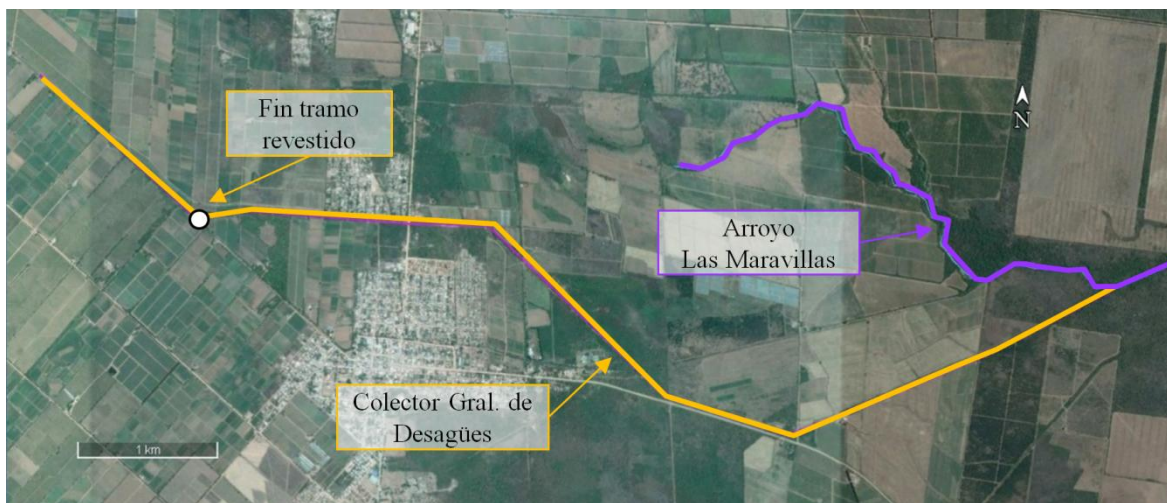 Fin tramo
revestido
N
Arroyo
Las Maravillas
Colector Gral. de
Desagües
1 km